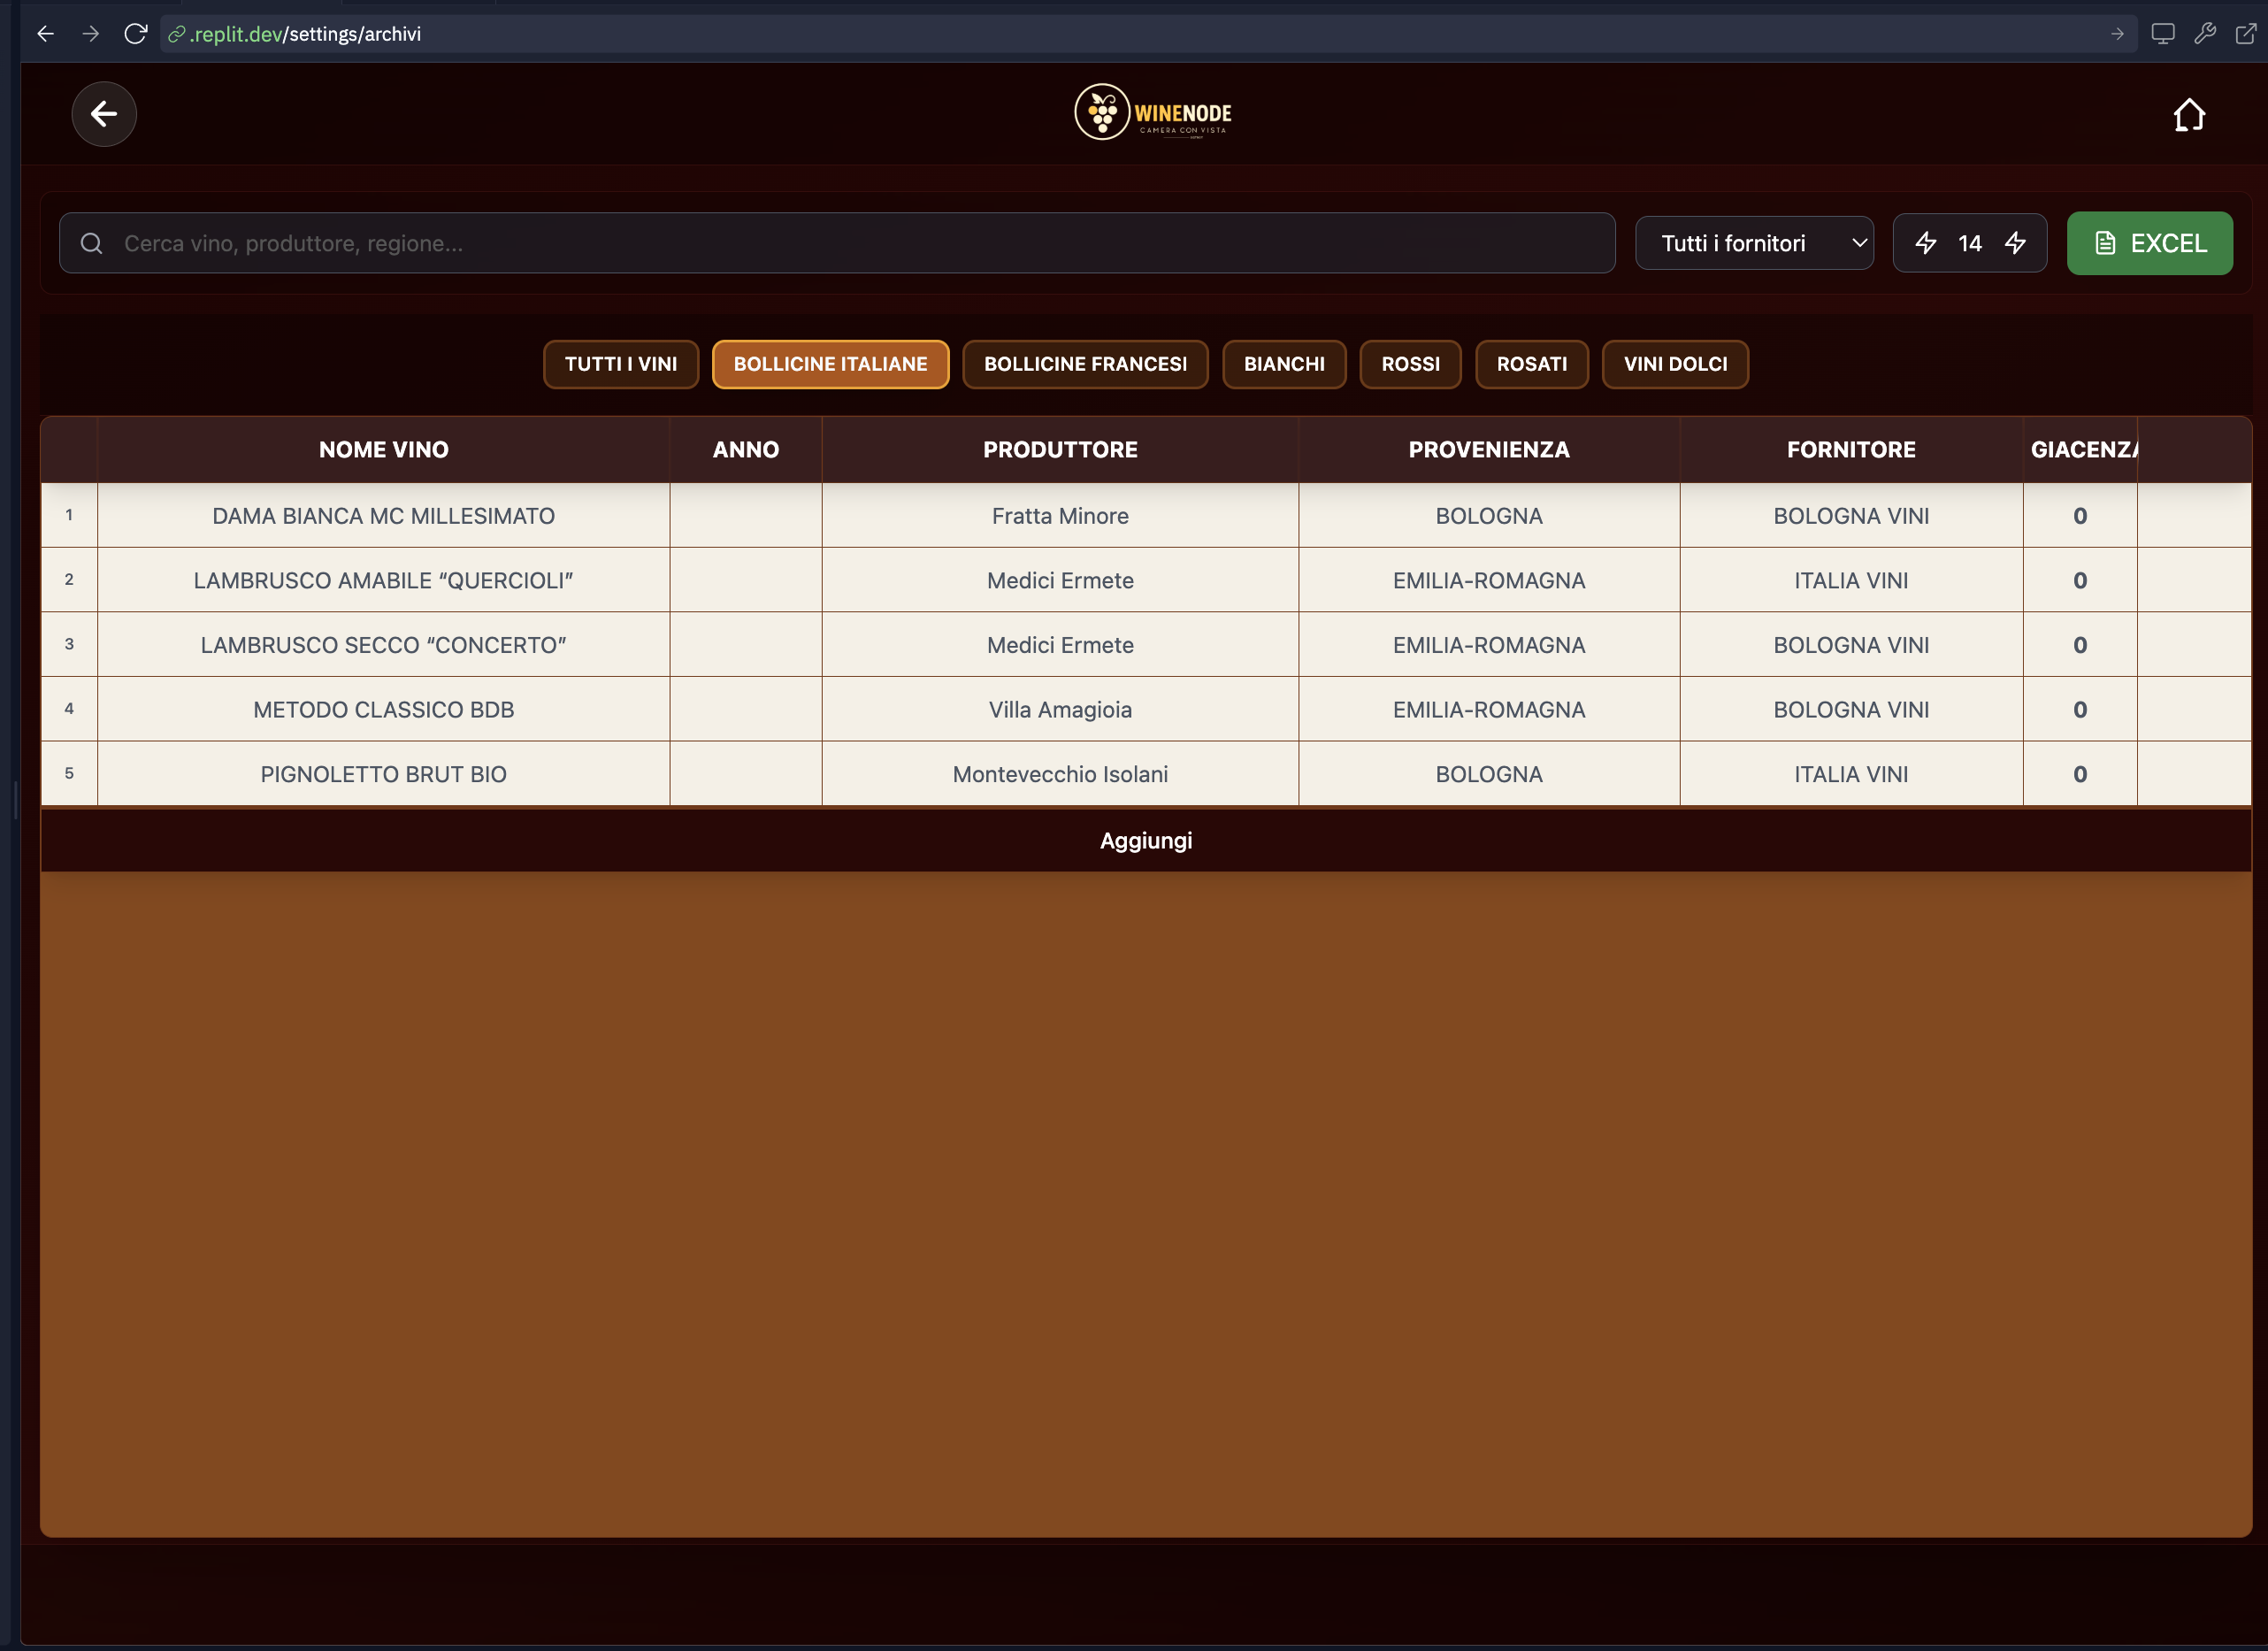 .replit.dev/settings/archivi
WINENODE
CAMERA CON VISTA
Cerca vino, produttore, regione...
Tutti i fornitori
14
EXCEL
TUTTI I VINI
BOLLICINE ITALIANE
BOLLICINE FRANCESI
BIANCHI
ROSSI
ROSATI
VINI DOLCI
NOME VINO ANNO PRODUTTORE PROVENIENZA FORNITORE GIACENZA
1 DAMA BIANCA MC MILLESIMATO Fratta Minore BOLOGNA BOLOGNA VINI 0
2 LAMBRUSCO AMABILE “QUERCIOLI” Medici Ermete EMILIA-ROMAGNA ITALIA VINI 0
3 LAMBRUSCO SECCO “CONCERTO” Medici Ermete EMILIA-ROMAGNA BOLOGNA VINI 0
4 METODO CLASSICO BDB Villa Amagioia EMILIA-ROMAGNA BOLOGNA VINI 0
5 PIGNOLETTO BRUT BIO Montevecchio Isolani BOLOGNA ITALIA VINI 0
Aggiungi